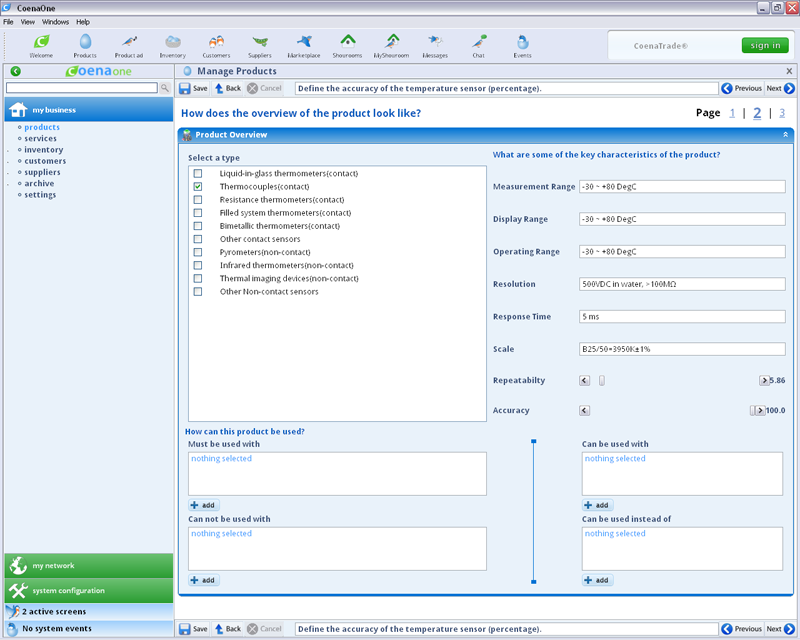 CoenaOne
File View Windows Help
Welcome Products Product ad Inventory Customers Suppliers Marketplace Showrooms MyShowroom Messages Chat Events
CoenaTrade®
sign in
Coenaone
Manage Products
X
Save Back Cancel Define the accuracy of the temperature sensor (percentage). Previous Next
my business
products
services
inventory
customers
suppliers
archive
settings
How does the overview of the product look like?
Page 1 | 2 | 3
Product Overview
Select a type
Liquid-in-glass thermometers(contact)
Thermocouples(contact)
Resistance thermometers(contact)
Filled system thermometers(contact)
Bimetallic thermometers(contact)
Other contact sensors
Pyrometers(non-contact)
Infrared thermometers(non-contact)
Thermal imaging devices(non-contact)
Other Non-contact sensors
What are some of the key characteristics of the product?
Measurement Range -30 ~ +80 DegC
Display Range -30 ~ +80 DegC
Operating Range -30 ~ +80 DegC
Resolution 500VDC in water, >100MΩ
Response Time 5 ms
Scale B25/50=3950K±1%
Repeatabilty 5.86
Accuracy 100.0
How can this product be used?
Must be used with
nothing selected
add
Can be used with
nothing selected
add
Can not be used with
nothing selected
add
Can be used instead of
nothing selected
add
my network
system configuration
2 active screens
No system events
Save Back Cancel Define the accuracy of the temperature sensor (percentage). Previous Next